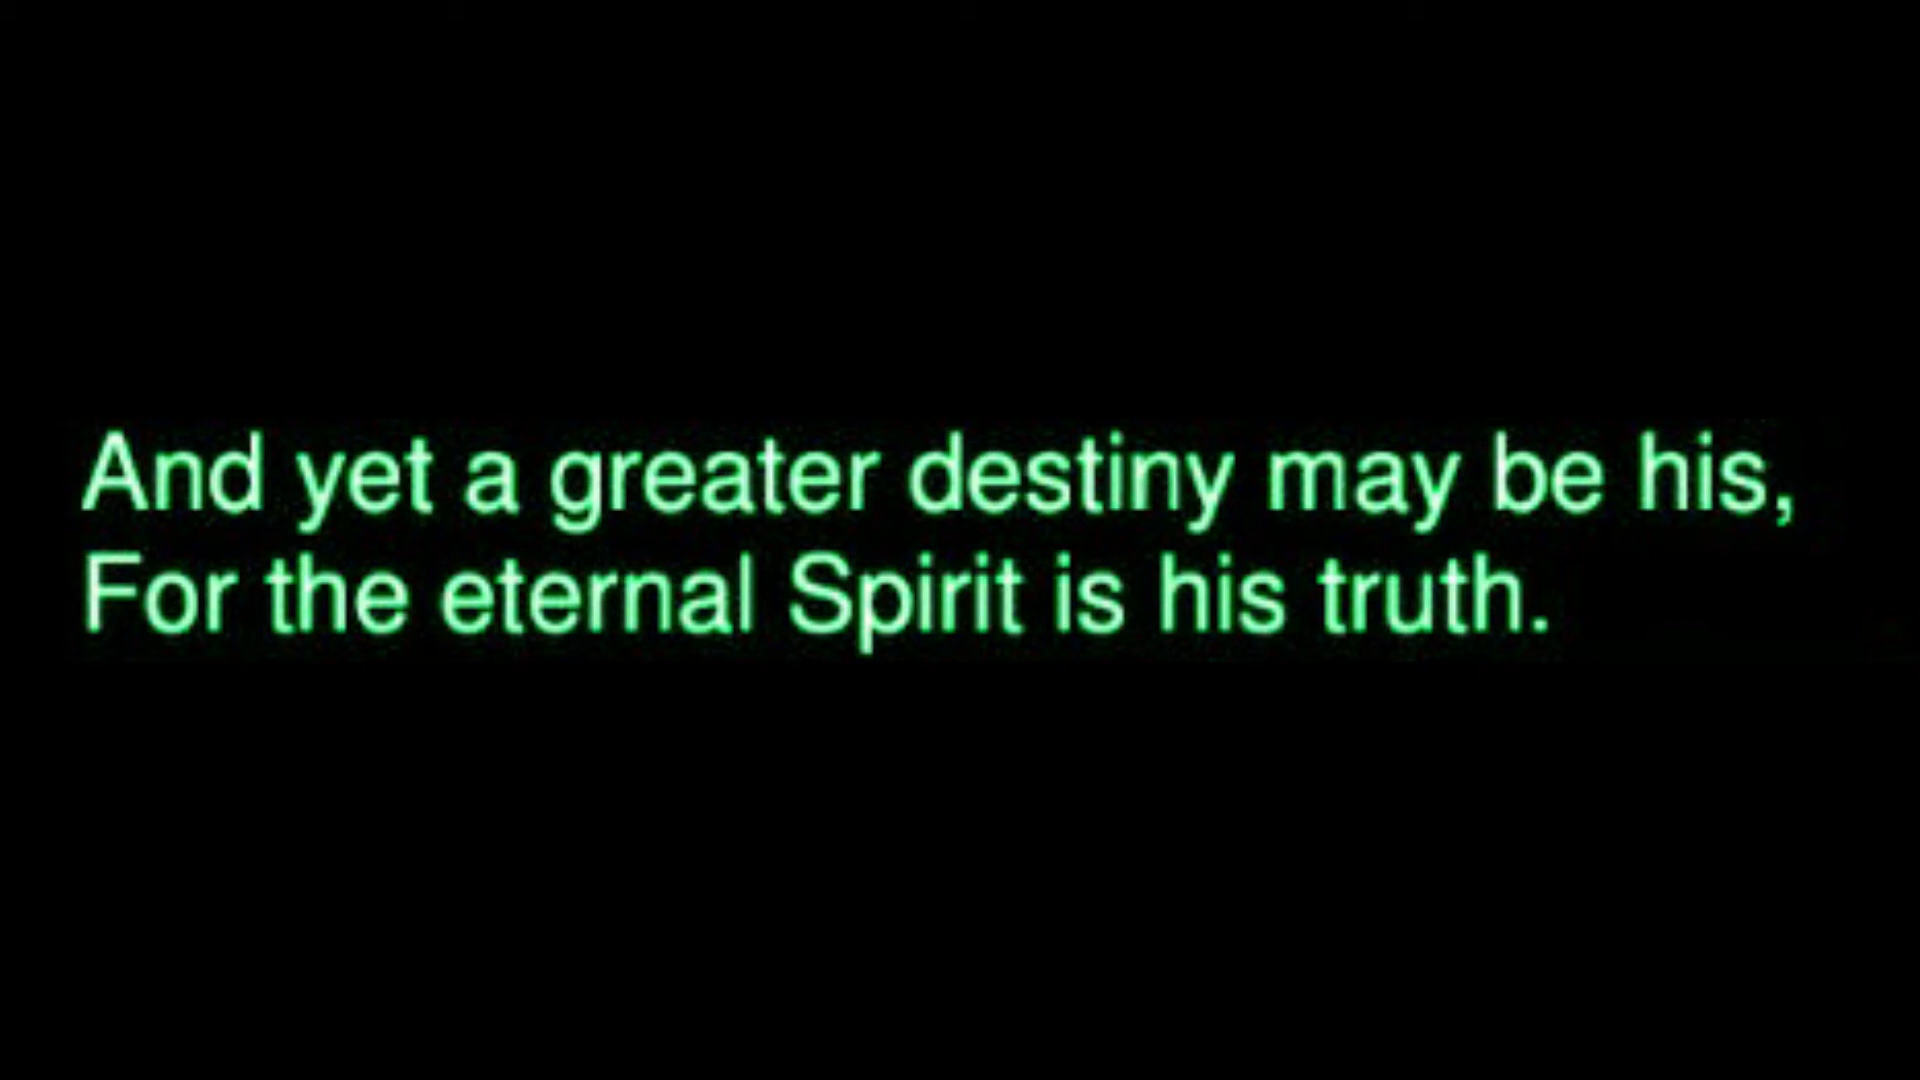 And yet a greater destiny may be his,
For the eternal Spirit is his truth.